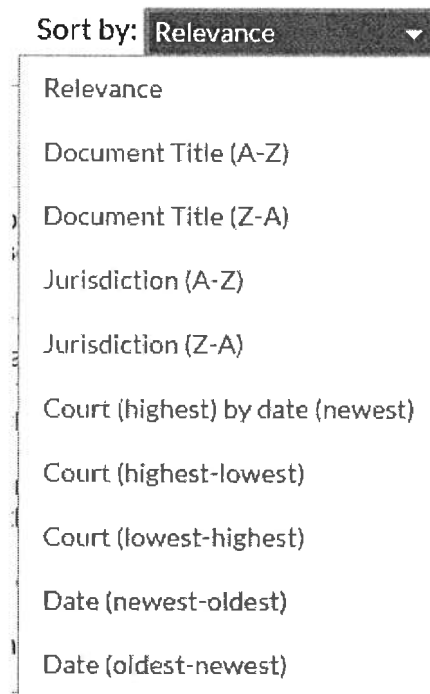 Sort by: Relevance
Relevance
Document Title (A-Z)
Document Title (Z-A)
Jurisdiction (A-Z)
Jurisdiction (Z-A)
Court (highest) by date (newest)
Court (highest-lowest)
Court (lowest-highest)
Date (newest-oldest)
Date (oldest-newest)